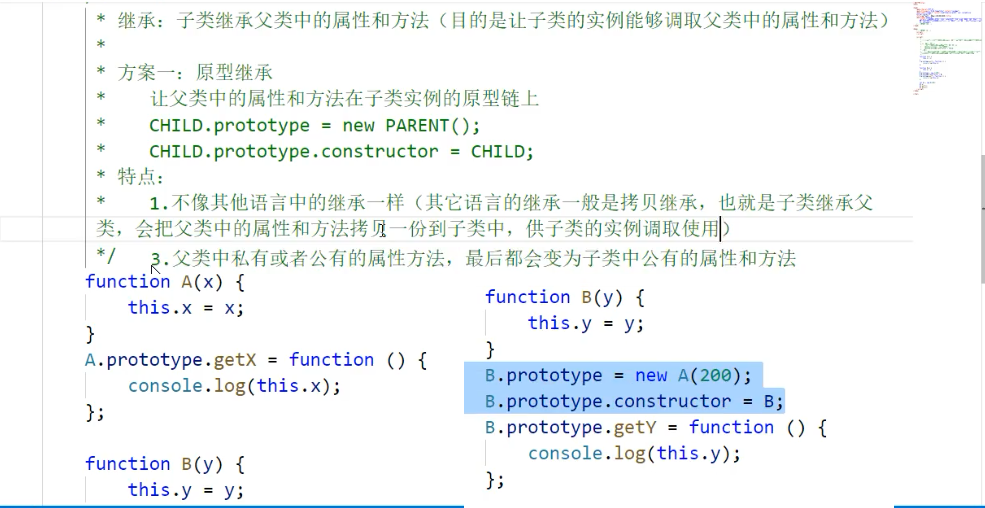 * 继承：子类继承父类中的属性和方法（目的是让子类的实例能够调取父类中的属性和方法）
*
* 方案一：原型继承
* 让父类中的属性和方法在子类实例的原型链上
* CHILD.prototype = new PARENT();
* CHILD.prototype.constructor = CHILD;
* 特点：
* 1.不像其他语言中的继承一样（其它语言的继承一般是拷贝继承，也就是子类继承父
类，会把父类中的属性和方法拷贝一份到子类中，供子类的实例调取使用）
*/ 3.父类中私有或者公有的属性方法，最后都会变为子类中公有的属性和方法
function A(x) {
this.x = x;
}
A.prototype.getX = function () {
console.log(this.x);
};
function B(y) {
this.y = y;
function B(y) {
this.y = y;
}
B.prototype = new A(200);
B.prototype.constructor = B;
B.prototype.getY = function () {
console.log(this.y);
};